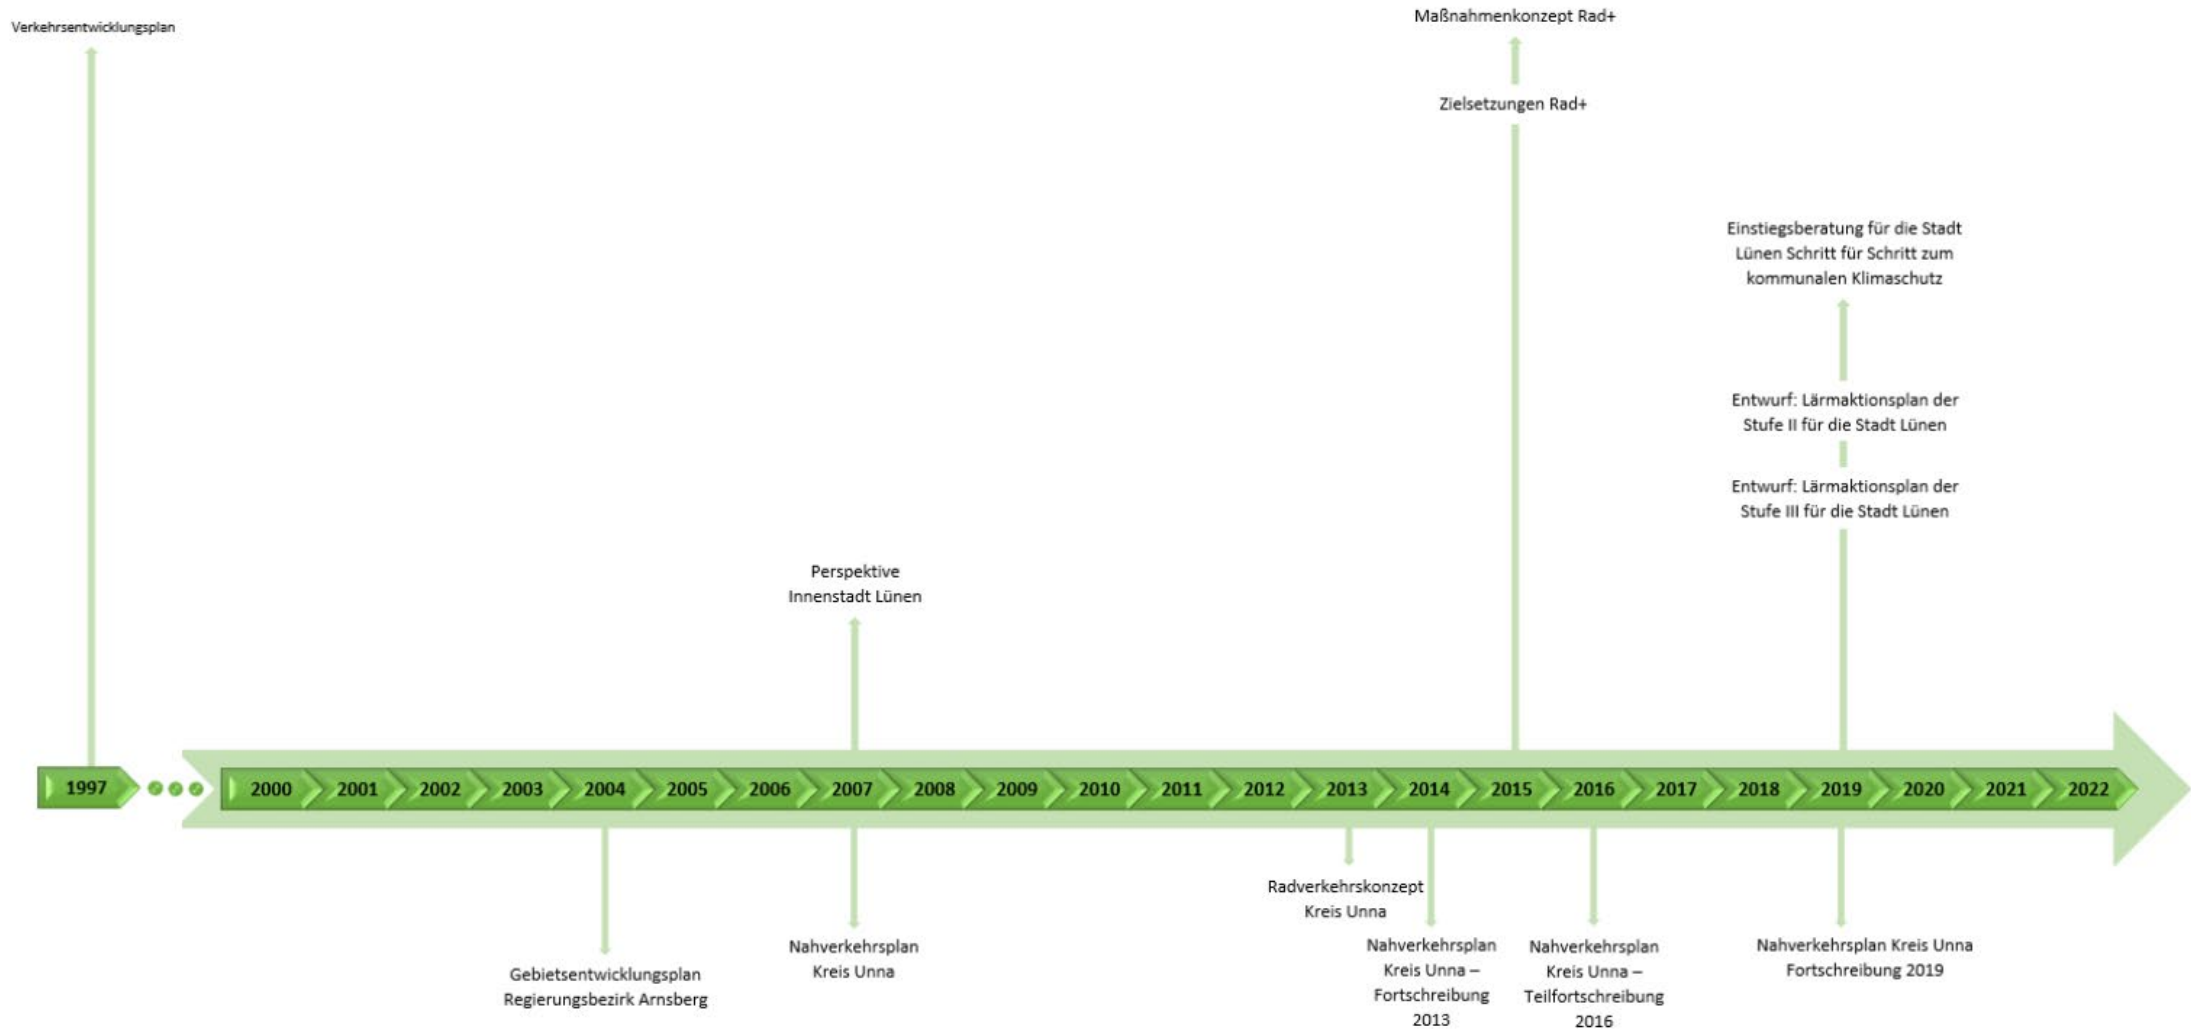 Verkehrsentwicklungsplan
Maßnahmenkonzept Rad+
Zielsetzungen Rad+
Einstiegsberatung für die Stadt
Lünen Schritt für Schritt zum
kommunalen Klimaschutz
Entwurf: Lärmaktionsplan der
Stufe II für die Stadt Lünen
Entwurf: Lärmaktionsplan der
Stufe III für die Stadt Lünen
Perspektive
Innenstadt Lünen
1997 2000 2001 2002 2003 2004 2005 2006 2007 2008 2009 2010 2011 2012 2013 2014 2015 2016 2017 2018 2019 2020 2021 2022
Gebietsentwicklungsplan
Regierungsbezirk Arnsberg
Nahverkehrsplan
Kreis Unna
Radverkehrskonzept
Kreis Unna
Nahverkehrsplan
Kreis Unna –
Fortschreibung
2013
Nahverkehrsplan
Kreis Unna –
Teilfortschreibung
2016
Nahverkehrsplan Kreis Unna
Fortschreibung 2019